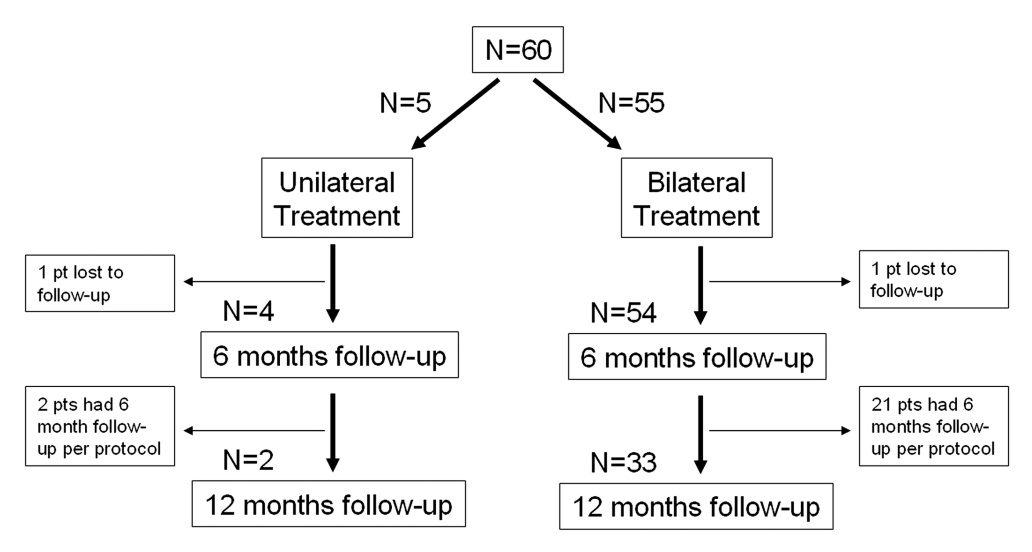 N=60
N=5
N=55
Unilateral
Treatment
Bilateral
Treatment
1 pt lost to
follow-up
1 pt lost to
follow-up
N=4
N=54
6 months follow-up
6 months follow-up
2 pts had 6
month follow-
up per protocol
21 pts had 6
months follow-
up per protocol
N=2
N=33
12 months follow-up
12 months follow-up